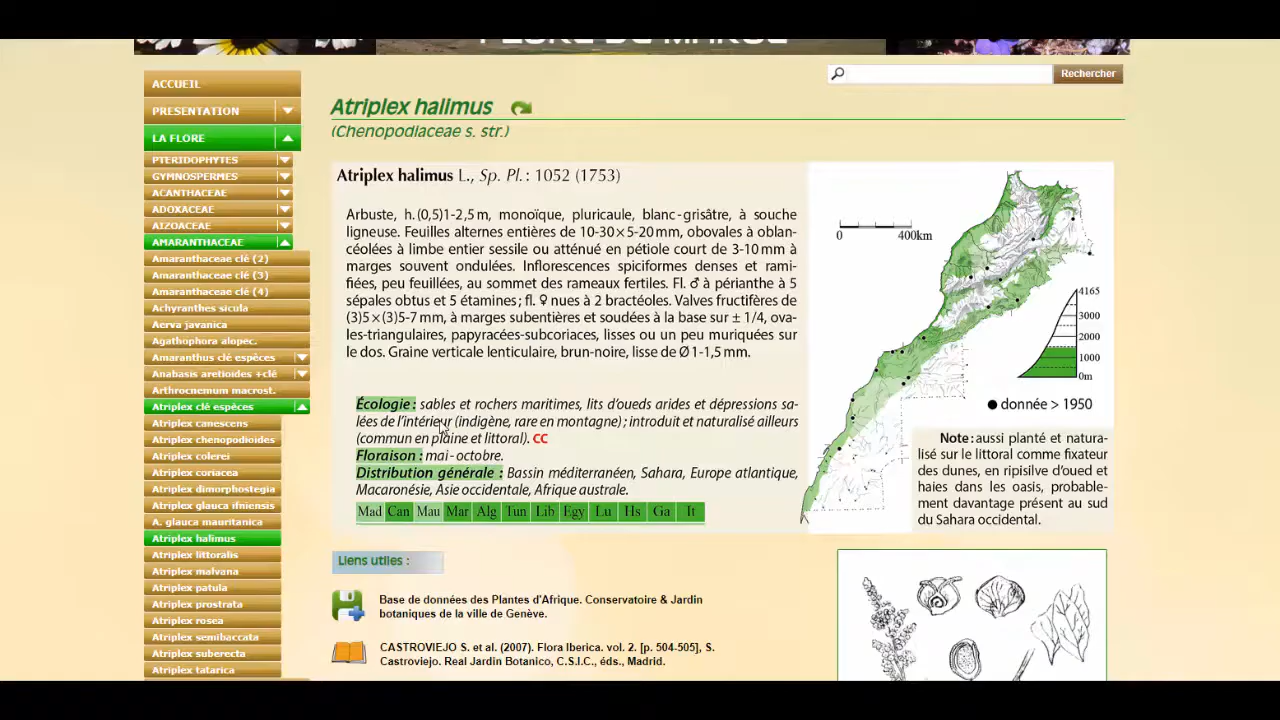 FLORE DU MAROC
ACCUEIL
PRESENTATION
LA FLORE
PTERIDOPHYTES
GYMNOSPERMES
ACANTHACEAE
ADOXACEAE
AIZOACEAE
AMARANTHACEAE
Amaranthaceae clé (2)
Amaranthaceae clé (3)
Amaranthaceae clé (4)
Achyranthes sicula
Aerva javanica
Agathophora alopec.
Amaranthus clé espèces
Anabasis aretioides +clé
Arthrocnemum macrost.
Atriplex clé espèces
Atriplex canescens
Atriplex chenopodioides
Atriplex colerei
Atriplex coriacea
Atriplex dimorphostegia
Atriplex glauca ifniensis
A. glauca mauritanica
Atriplex halimus
Atriplex littoralis
Atriplex malvana
Atriplex patula
Atriplex prostrata
Atriplex rosea
Atriplex semibaccata
Atriplex suberecta
Atriplex tatarica
Rechercher
Atriplex halimus
(Chenopodiaceae s. str.)
Atriplex halimus L., Sp. Pl. : 1052 (1753)
Arbuste, h. (0,5)1-2,5 m, monoïque, pluricaule, blanc-grisâtre, à souche
ligneuse. Feuilles alternes entières de 10-30×5-20 mm, obovales à oblan-
céolées à limbe entier sessile ou atténué en pétiole court de 3-10 mm à
marges souvent ondulées. Inflorescences spiciformes denses et rami-
fiées, peu feuillées, au sommet des rameaux fertiles. Fl. ♂ à périanthe à 5
sépales obtus et 5 étamines ; fl. ♀ nues à 2 bractéoles. Valves fructifères de
(3)5 × (3)5-7 mm, à marges subentières et soudées à la base sur ± 1/4, ova-
les-triangulaires, papyracées-subcoriaces, lisses ou un peu muriquées sur
le dos. Graine verticale lenticulaire, brun-noire, lisse de Ø 1-1,5 mm.
Écologie : sables et rochers maritimes, lits d'oueds arides et dépressions sa-
lées de l'intérieur (indigène, rare en montagne) ; introduit et naturalisé ailleurs
(commun en plaine et littoral). CC
Floraison : mai - octobre.
Distribution générale : Bassin méditerranéen, Sahara, Europe atlantique,
Macaronésie, Asie occidentale, Afrique australe.
Mad Can Mau Mar Alg Tun Lib Egy Lu Hs Ga It
0 400km
4165
3000
2000
1000
0m
● donnée > 1950
Note : aussi planté et natura-
lisé sur le littoral comme fixateur
des dunes, en ripisilve d'oued et
haies dans les oasis, probable-
ment davantage présent au sud
du Sahara occidental.
Liens utiles :
Base de données des Plantes d'Afrique. Conservatoire & Jardin
botaniques de la ville de Genève.
CASTROVIEJO S. et al. (2007). Flora Iberica. vol. 2. [p. 504-505], S.
Castroviejo. Real Jardin Botanico, C.S.I.C., éds., Madrid.